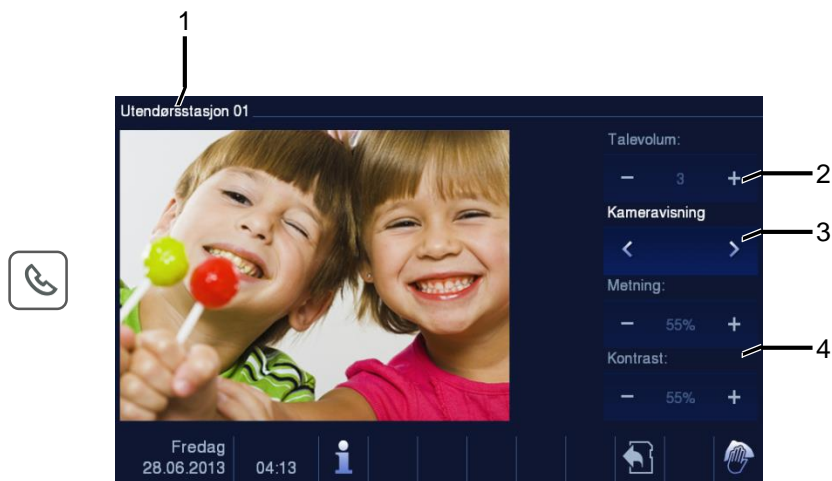 1
Utendørsstasjon 01
Talevolum:
− 3 +
2
Kameravisning
< >
3
Metning:
− 55% +
4
Kontrast:
− 55% +
Fredag
28.06.2013
04:13